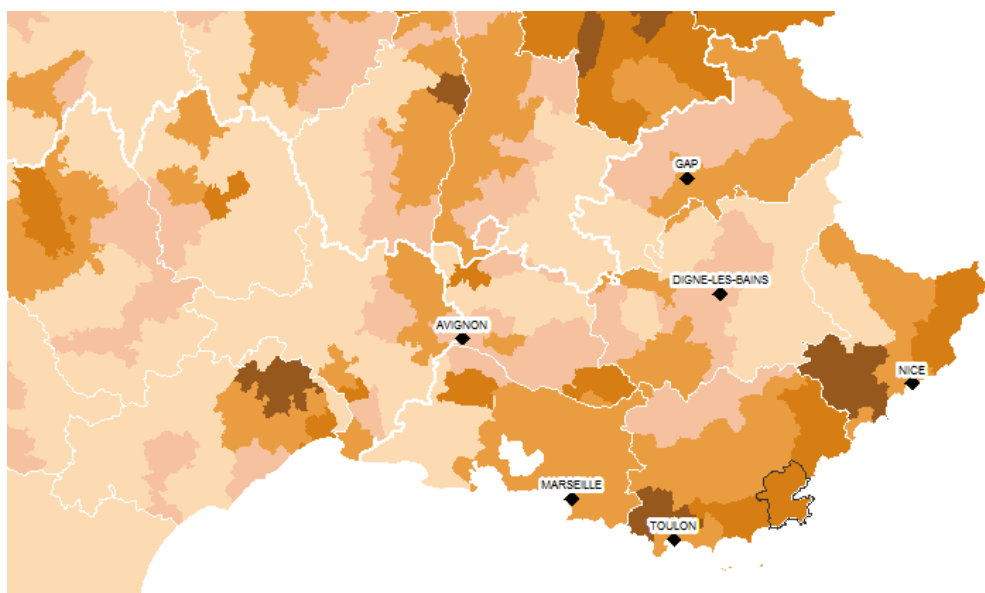 GAP
DIGNE-LES-BAINS
AVIGNON
NICE
MARSEILLE
TOULON